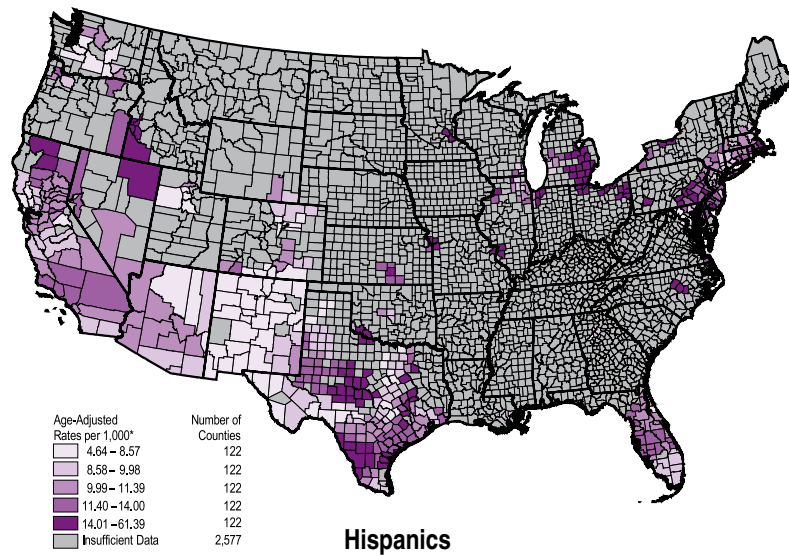 Age-Adjusted Number of
Rates per 1,000* Counties
4.64 – 8.57 122
8.58 – 9.98 122
9.99 – 11.39 122
11.40 – 14.00 122
14.01 –61.39 122
Insufficient Data 2,577
Hispanics